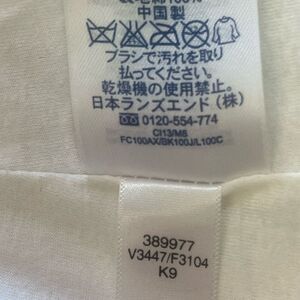 中国製
ブラシで汚れを取り
払ってください。
乾燥機の使用禁止。
日本ランズエンド(株)
0120-554-774
CI13/MS
FC100AX/BK100J/L100C
389977
V3447/F3104
K9